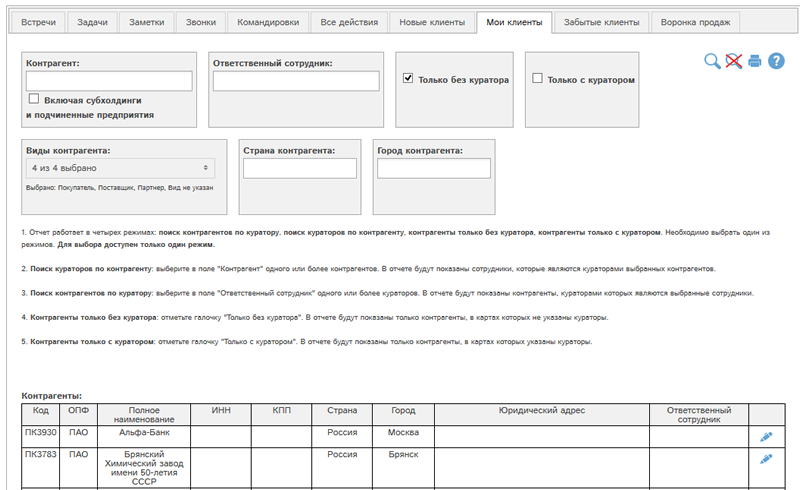 Встречи Задачи Заметки Звонки Командировки Все действия Новые клиенты Мои клиенты Забытые клиенты Воронка продаж
Контрагент: Ответственный сотрудник:
Только без куратора Только с куратором
Включая субхолдинги
и подчиненные предприятия
Виды контрагента: Страна контрагента: Город контрагента:
4 из 4 выбрано
Выбрано: Покупатель, Поставщик, Партнер, Вид не указан
1. Отчет работает в четырех режимах: поиск контрагентов по куратору, поиск кураторов по контрагенту, контрагенты только без куратора, контрагенты только с куратором. Необходимо выбрать один из
режимов. Для выбора доступен только один режим.
2. Поиск кураторов по контрагенту: выберите в поле "Контрагент" одного или более контрагентов. В отчете будут показаны сотрудники, которые являются кураторами выбранных контрагентов.
3. Поиск контрагентов по куратору: выберите в поле "Ответственный сотрудник" одного или более кураторов. В отчете будут показаны контрагенты, кураторами которых являются выбранные сотрудники.
4. Контрагенты только без куратора: отметьте галочку "Только без куратора". В отчете будут показаны только контрагенты, в картах которых не указаны кураторы.
5. Контрагенты только с куратором: отметьте галочку "Только с куратором". В отчете будут показаны только контрагенты, в картах которых указаны кураторы.
Контрагенты:
Код ОПФ Полное наименование ИНН КПП Страна Город Юридический адрес Ответственный сотрудник
ПК3930 ПАО Альфа-Банк Россия Москва
ПК3783 ПАО Брянский Россия Брянск
Химический завод
имени 50-летия
СССР